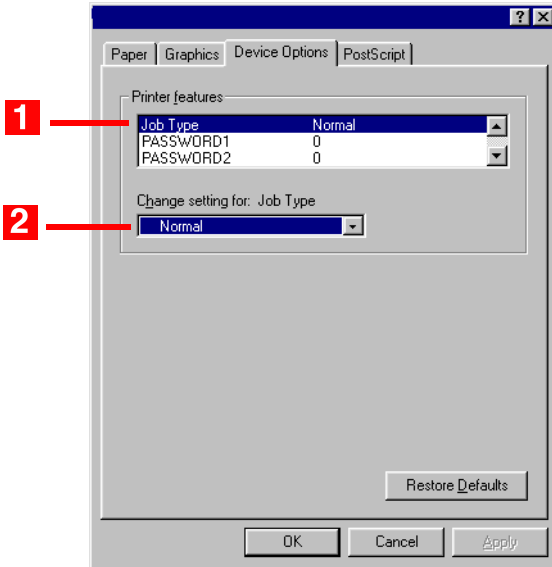 Paper Graphics Device Options PostScript
Printer features
1
Job Type Normal
PASSWORD1 0
PASSWORD2 0
Change setting for: Job Type
2
Normal
Restore Defaults
OK Cancel Apply